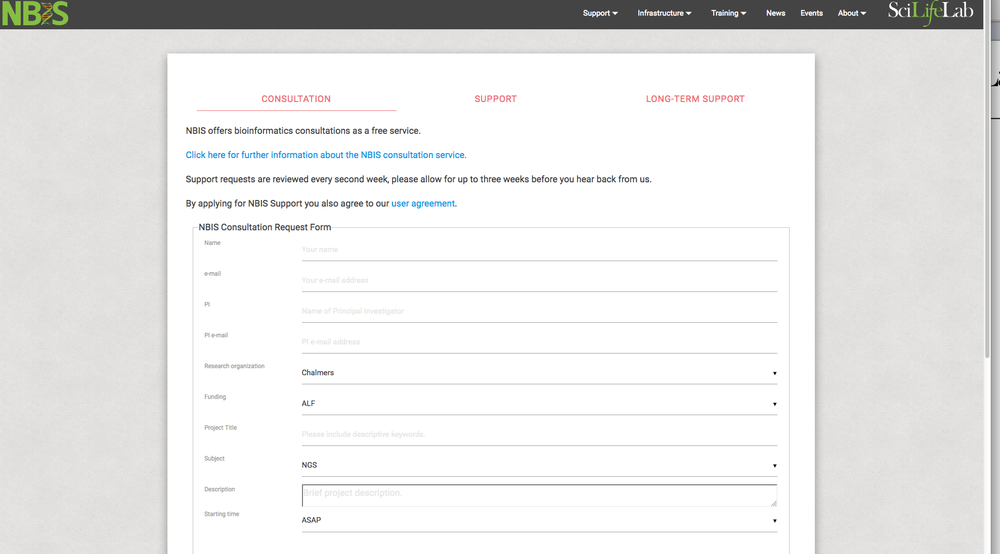 NBIS
Support Infrastructure Training News Events About SciLifeLab
CONSULTATION SUPPORT LONG-TERM SUPPORT
NBIS offers bioinformatics consultations as a free service.
Click here for further information about the NBIS consultation service.
Support requests are reviewed every second week, please allow for up to three weeks before you hear back from us.
By applying for NBIS Support you also agree to our user agreement.
NBIS Consultation Request Form
Name
Your name
e-mail
Your e-mail address
PI
Name of Principal Investigator
PI e-mail
PI e-mail address
Research organization
Chalmers
Funding
ALF
Project Title
Please include descriptive keywords.
Subject
NGS
Description
Brief project description.
Starting time
ASAP